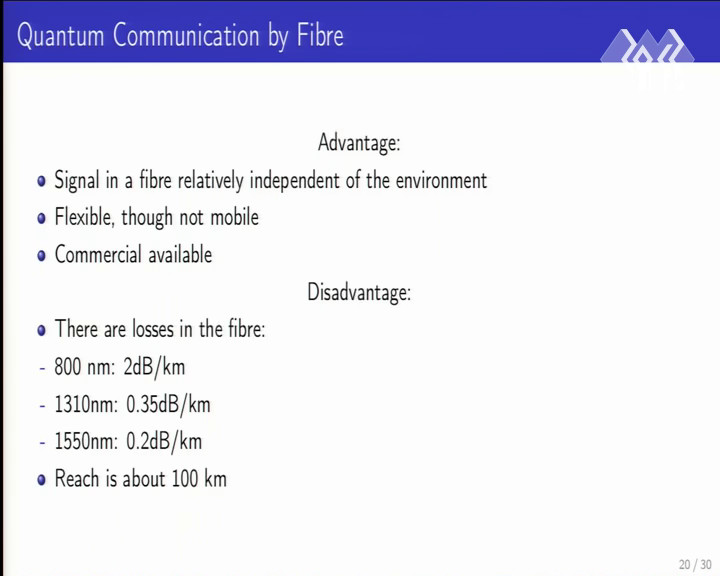 Quantum Communication by Fibre
Advantage:
Signal in a fibre relatively independent of the environment
Flexible, though not mobile
Commercial available
Disadvantage:
There are losses in the fibre:
- 800 nm: 2dB/km
- 1310nm: 0.35dB/km
- 1550nm: 0.2dB/km
Reach is about 100 km
20 / 30